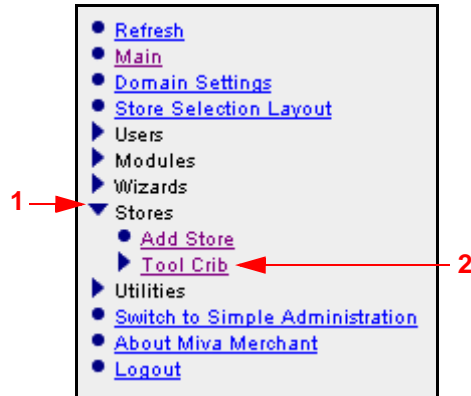 Refresh
Main
Domain Settings
Store Selection Layout
Users
Modules
Wizards
1 Stores
Add Store
Tool Crib 2
Utilities
Switch to Simple Administration
About Miva Merchant
Logout